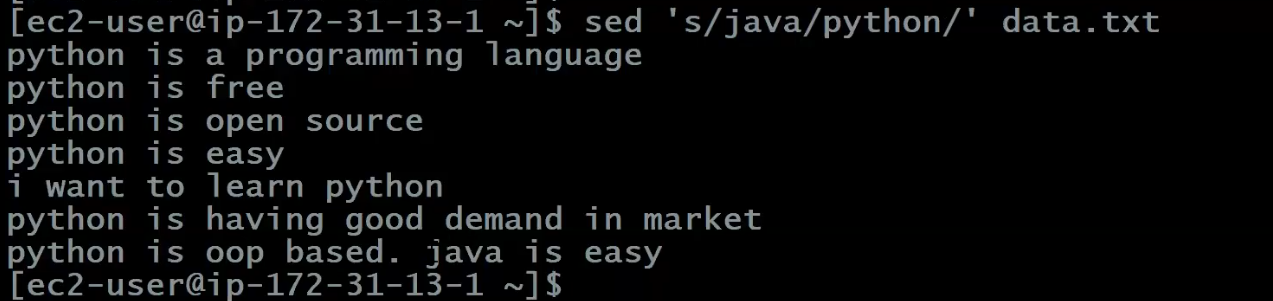 [ec2-user@ip-172-31-13-1 ~]$ sed 's/java/python/' data.txt
python is a programming language
python is free
python is open source
python is easy
i want to learn python
python is having good demand in market
python is oop based. java is easy
[ec2-user@ip-172-31-13-1 ~]$